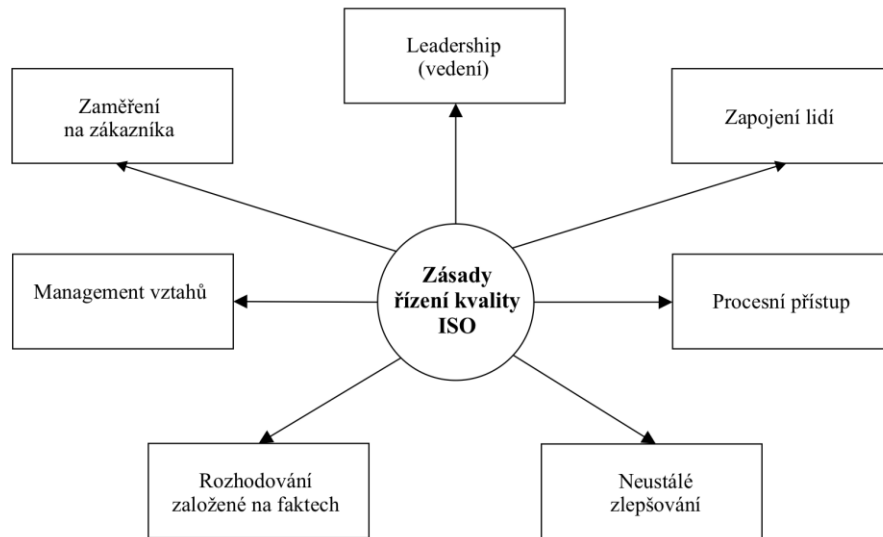 Leadership
(vedení)
Zaměření
na zákazníka
Zapojení lidí
Zásady
řízení kvality
ISO
Management vztahů
Procesní přístup
Rozhodování
založené na faktech
Neustálé
zlepšování